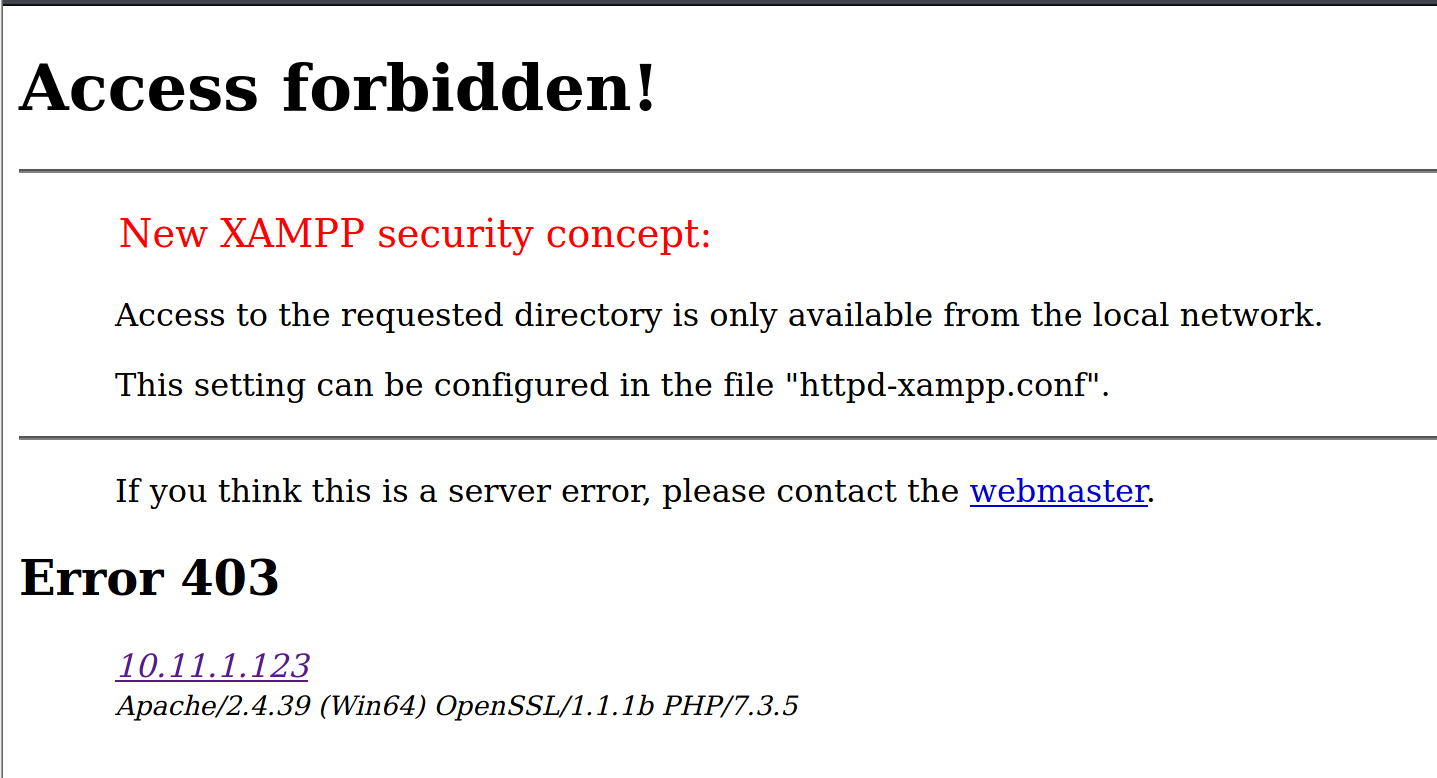 Access forbidden!
New XAMPP security concept:
Access to the requested directory is only available from the local network.
This setting can be configured in the file "httpd-xampp.conf".
If you think this is a server error, please contact the webmaster.
Error 403
10.11.1.123
Apache/2.4.39 (Win64) OpenSSL/1.1.1b PHP/7.3.5